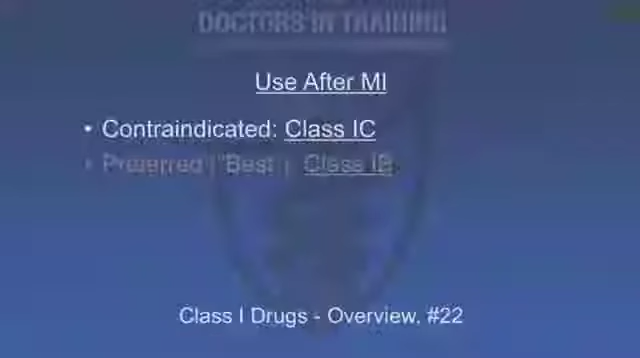 DOCTORS IN TRAINING
Use After MI
• Contraindicated: Class IC
• Preferred ("Best"): Class IB
Class I Drugs - Overview, #22